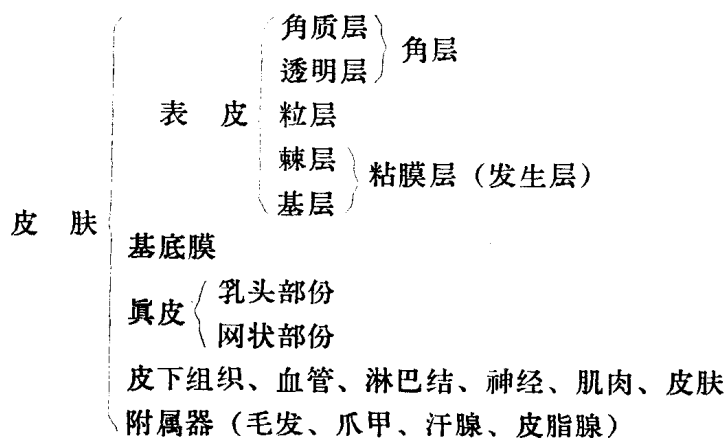 角质层
透明层
角层
表 皮
粒层
棘层
基层
粘膜层（发生层）
皮 肤
基底膜
眞皮
乳头部份
网状部份
皮下组织、血管、淋巴结、神经、肌肉、皮肤
附属器（毛发、爪甲、汗腺、皮脂腺）